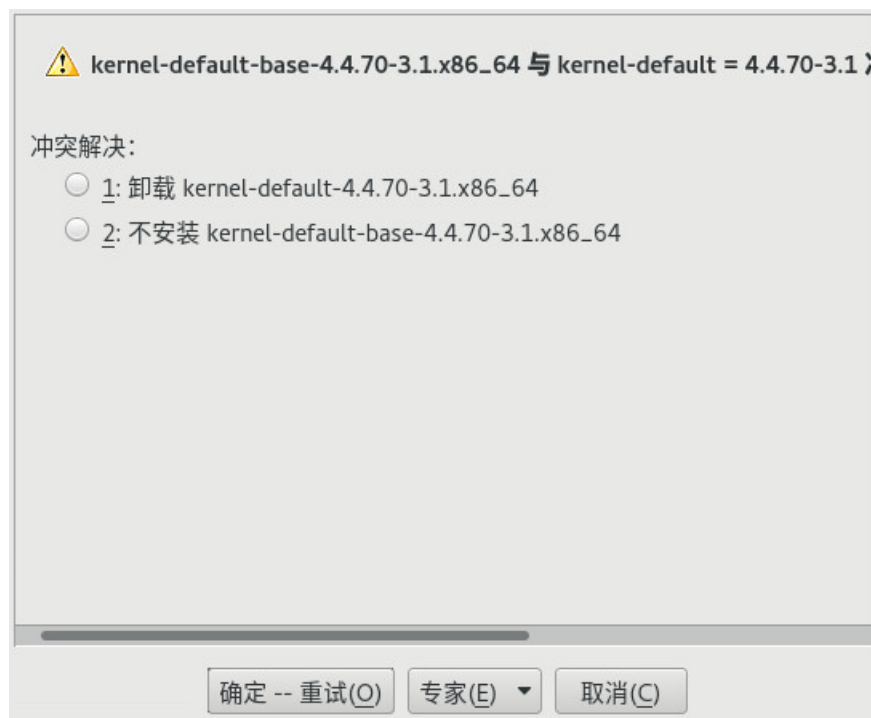 kernel-default-base-4.4.70-3.1.x86_64 与 kernel-default = 4.4.70-3.1
冲突解决：
1: 卸载 kernel-default-4.4.70-3.1.x86_64
2: 不安装 kernel-default-base-4.4.70-3.1.x86_64
确定 -- 重试(O) 专家(E) 取消(C)